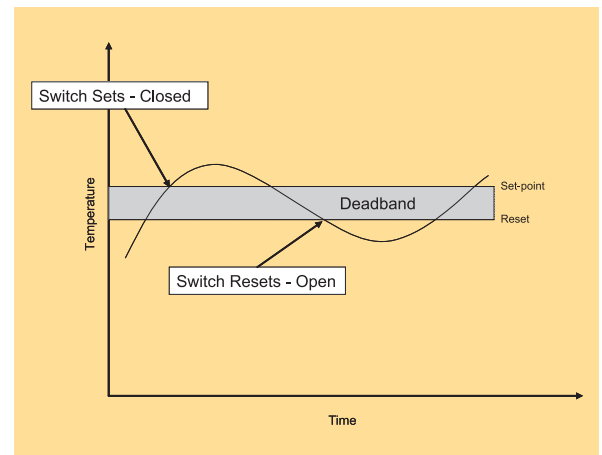 Switch Sets - Closed
Temperature
Set-point
Deadband
Reset
Switch Resets - Open
Time